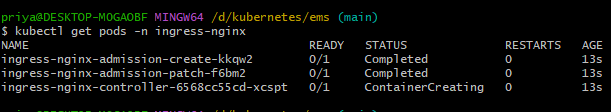 priya@DESKTOP-MOGAOBF MINGW64 /d/kubernetes/ems (main)
$ kubectl get pods -n ingress-nginx
NAME READY STATUS RESTARTS AGE
ingress-nginx-admission-create-kkqw2 0/1 Completed 0 13s
ingress-nginx-admission-patch-f6bm2 0/1 Completed 0 13s
ingress-nginx-controller-6568cc55cd-xcspt 0/1 ContainerCreating 0 13s